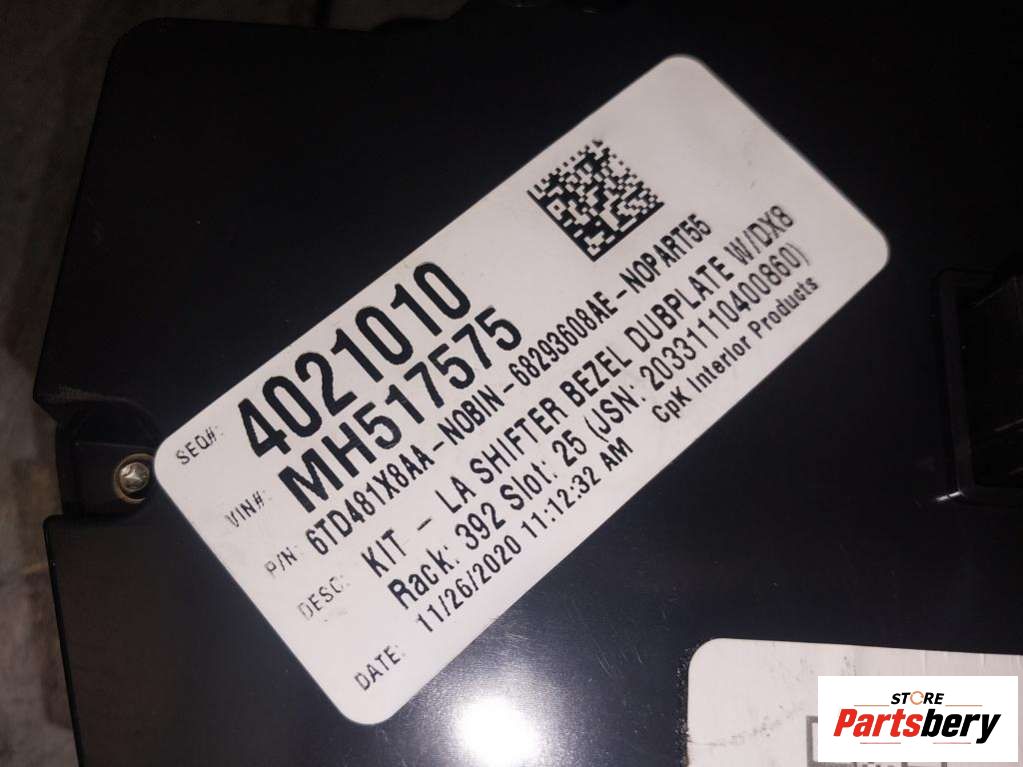 SEQ#: 4021010
VIN#: MH517575
P/N: 6TD481X8AA-NOBIN-68293608AE-NOPART55
DESC: KIT - LA SHIFTER BEZEL DUBPLATE W/DX8
Rack: 392 Slot: 25 (JSN: 20331110400860)
DATE: 11/26/2020 11:12:32 AM CpK Interior Products
STORE
Partsbery